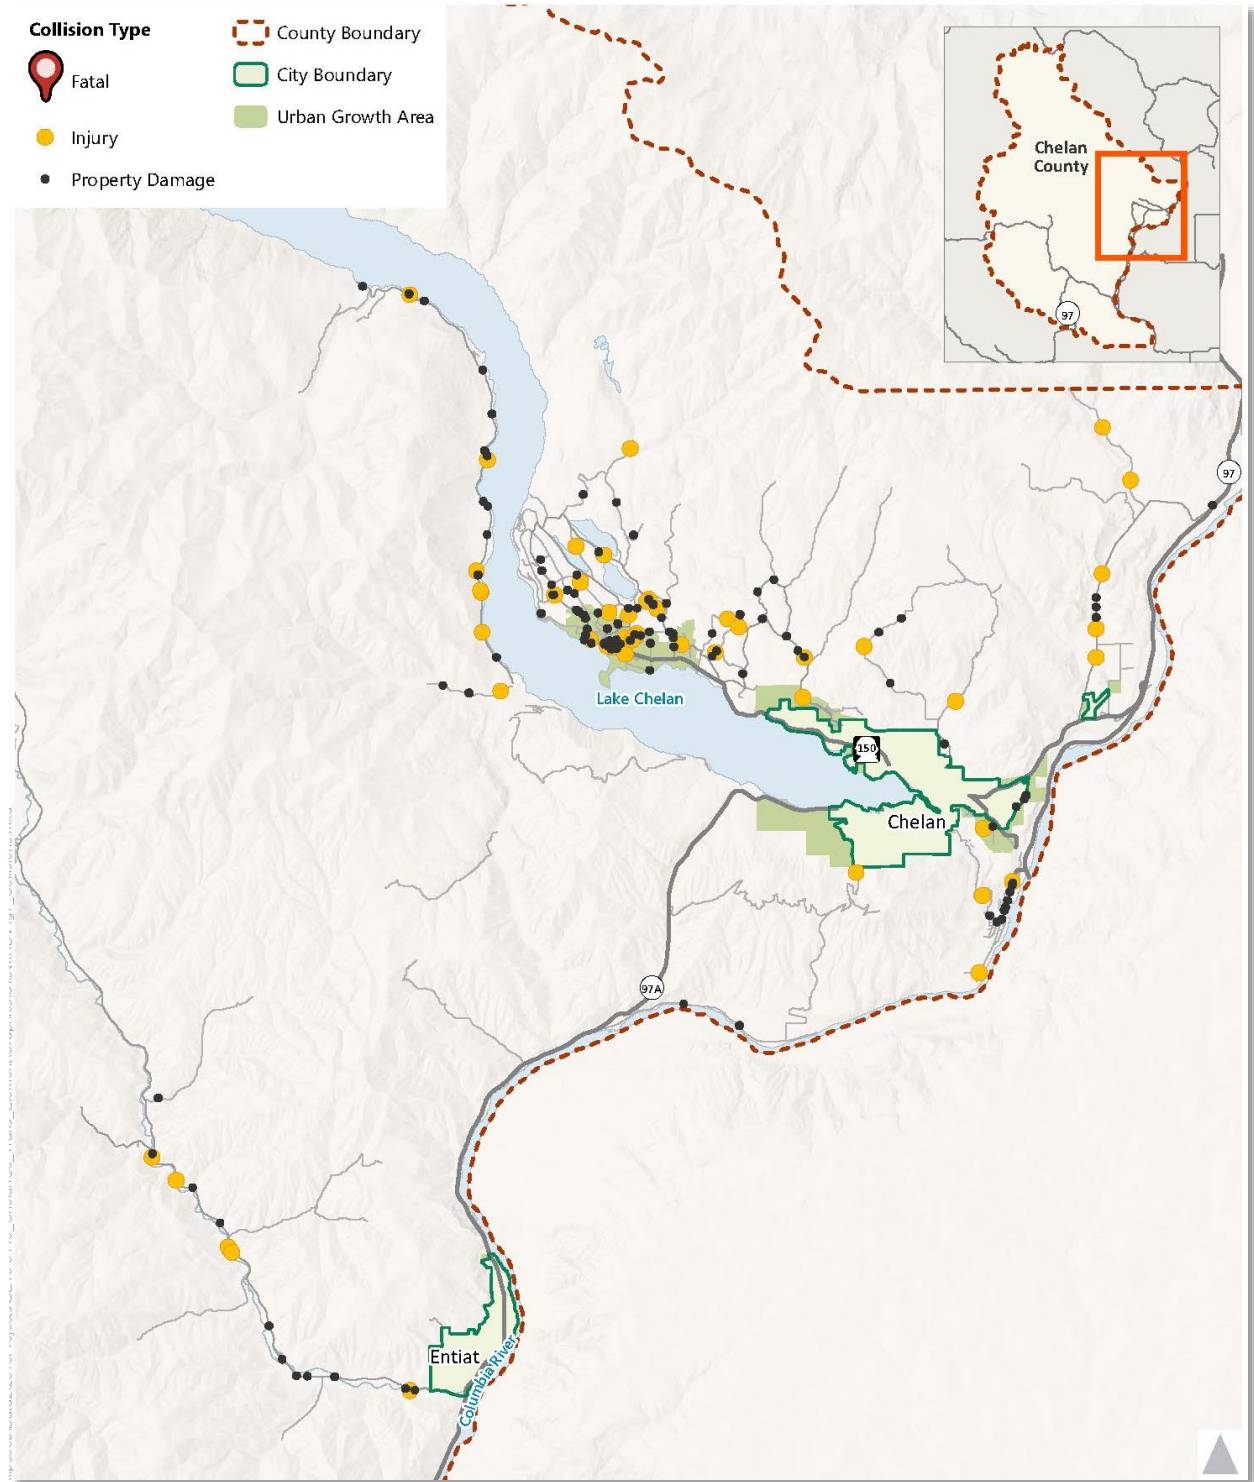 Collision Type
Fatal
Injury
Property Damage
County Boundary
City Boundary
Urban Growth Area
Chelan
County
97
97
Lake Chelan
150
Chelan
97A
Entiat
Columbia River